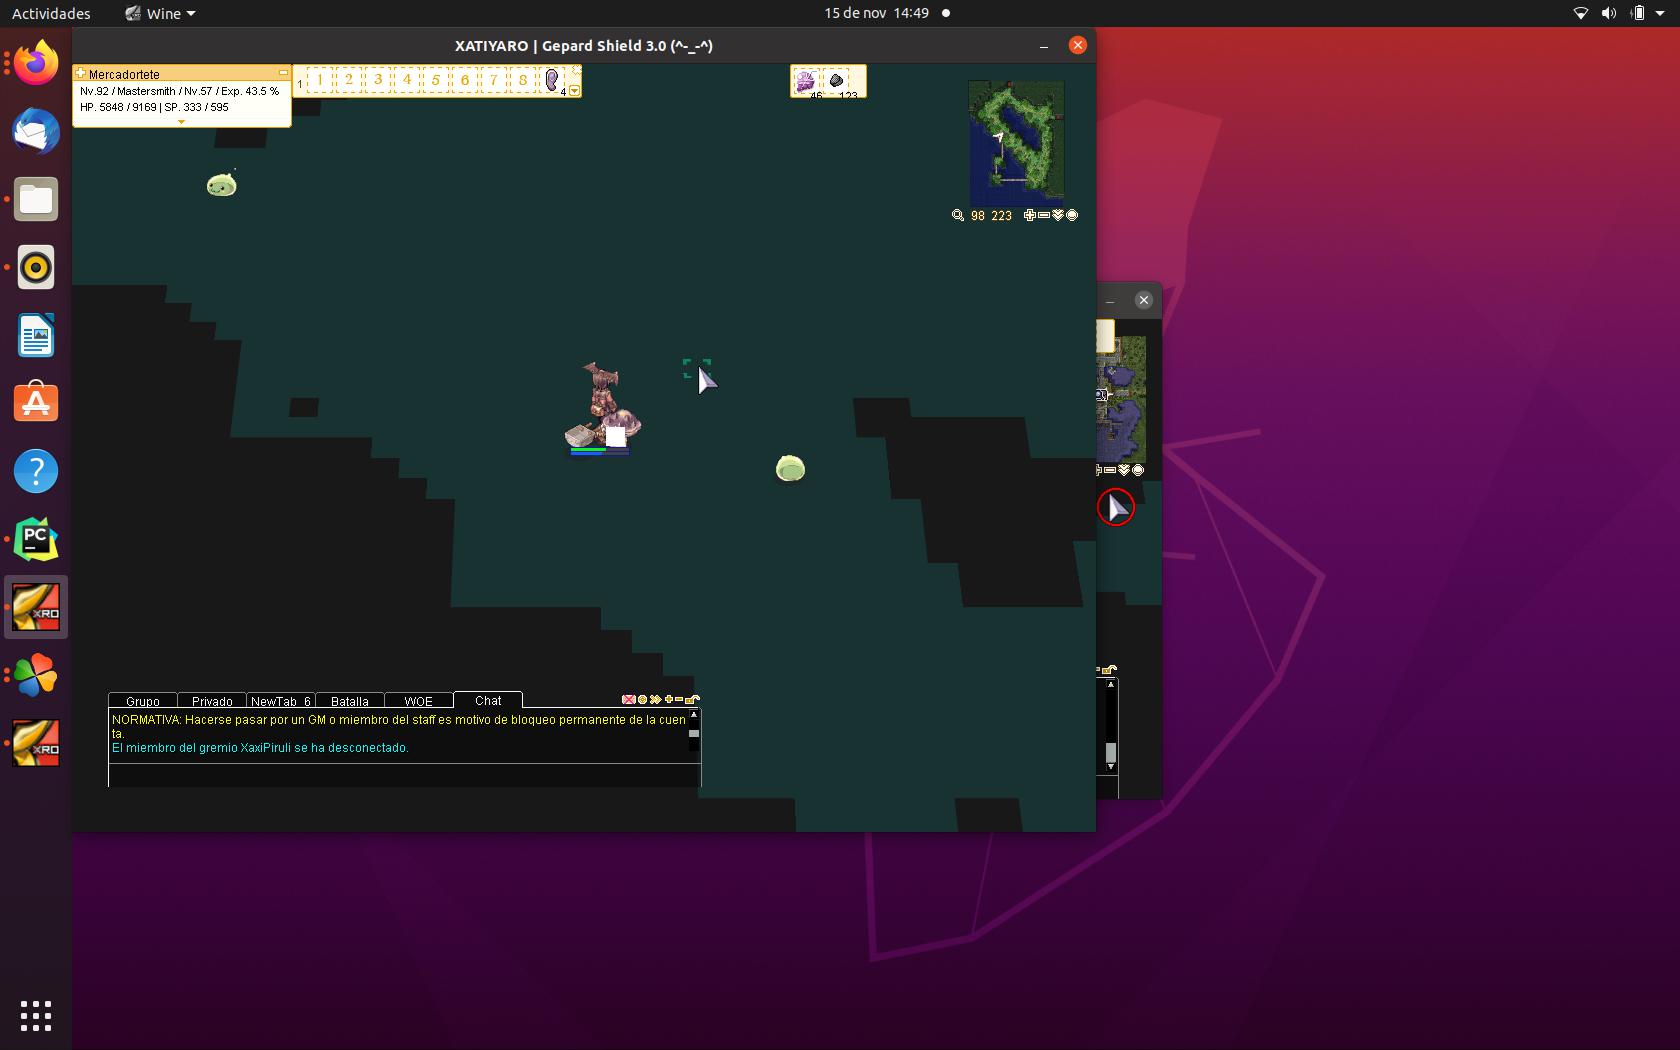 Actividades
Wine
15 de nov 14:49
XATIYARO | Gepard Shield 3.0 (^-_-^)
Mercadortete
Nv.92 / Mastersmith / Nv.57 / Exp. 43.5 %
HP. 5848 / 9169 | SP. 333 / 595
1
1 2 3 4 5 6 7 8
4
46 123
98 223
PC
XRO
XRO
Grupo Privado NewTab 6 Batalla WOE Chat
NORMATIVA: Hacerse pasar por un GM o miembro del staff es motivo de bloqueo permanente de la cuen
ta.
El miembro del gremio XaxiPiruli se ha desconectado.